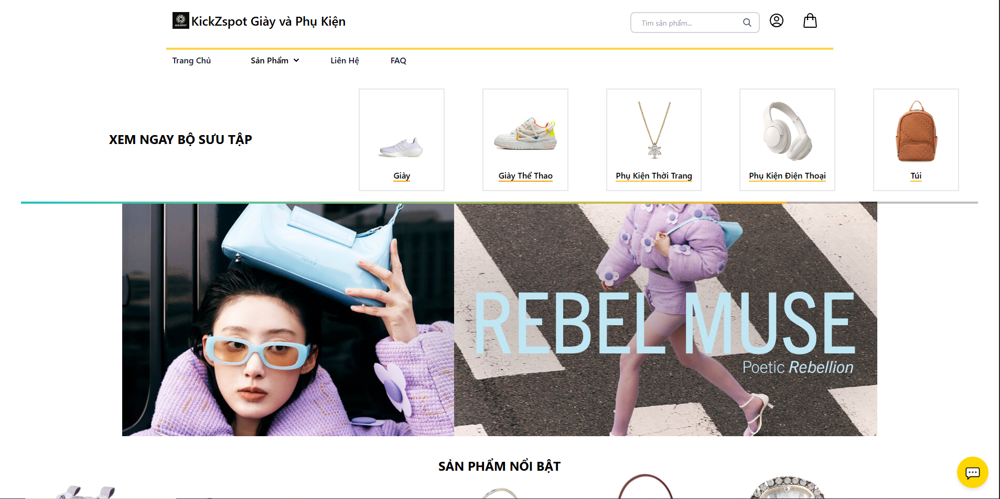 KICKZSPOT
KickZspot Giày và Phụ Kiện
Tìm sản phẩm...
Trang Chủ
Sản Phẩm
Liên Hệ
FAQ
XEM NGAY BỘ SƯU TẬP
Giày
Giày Thể Thao
Phụ Kiện Thời Trang
Phụ Kiện Điện Thoại
Túi
REBEL MUSE
Poetic Rebellion
SẢN PHẨM NỔI BẬT